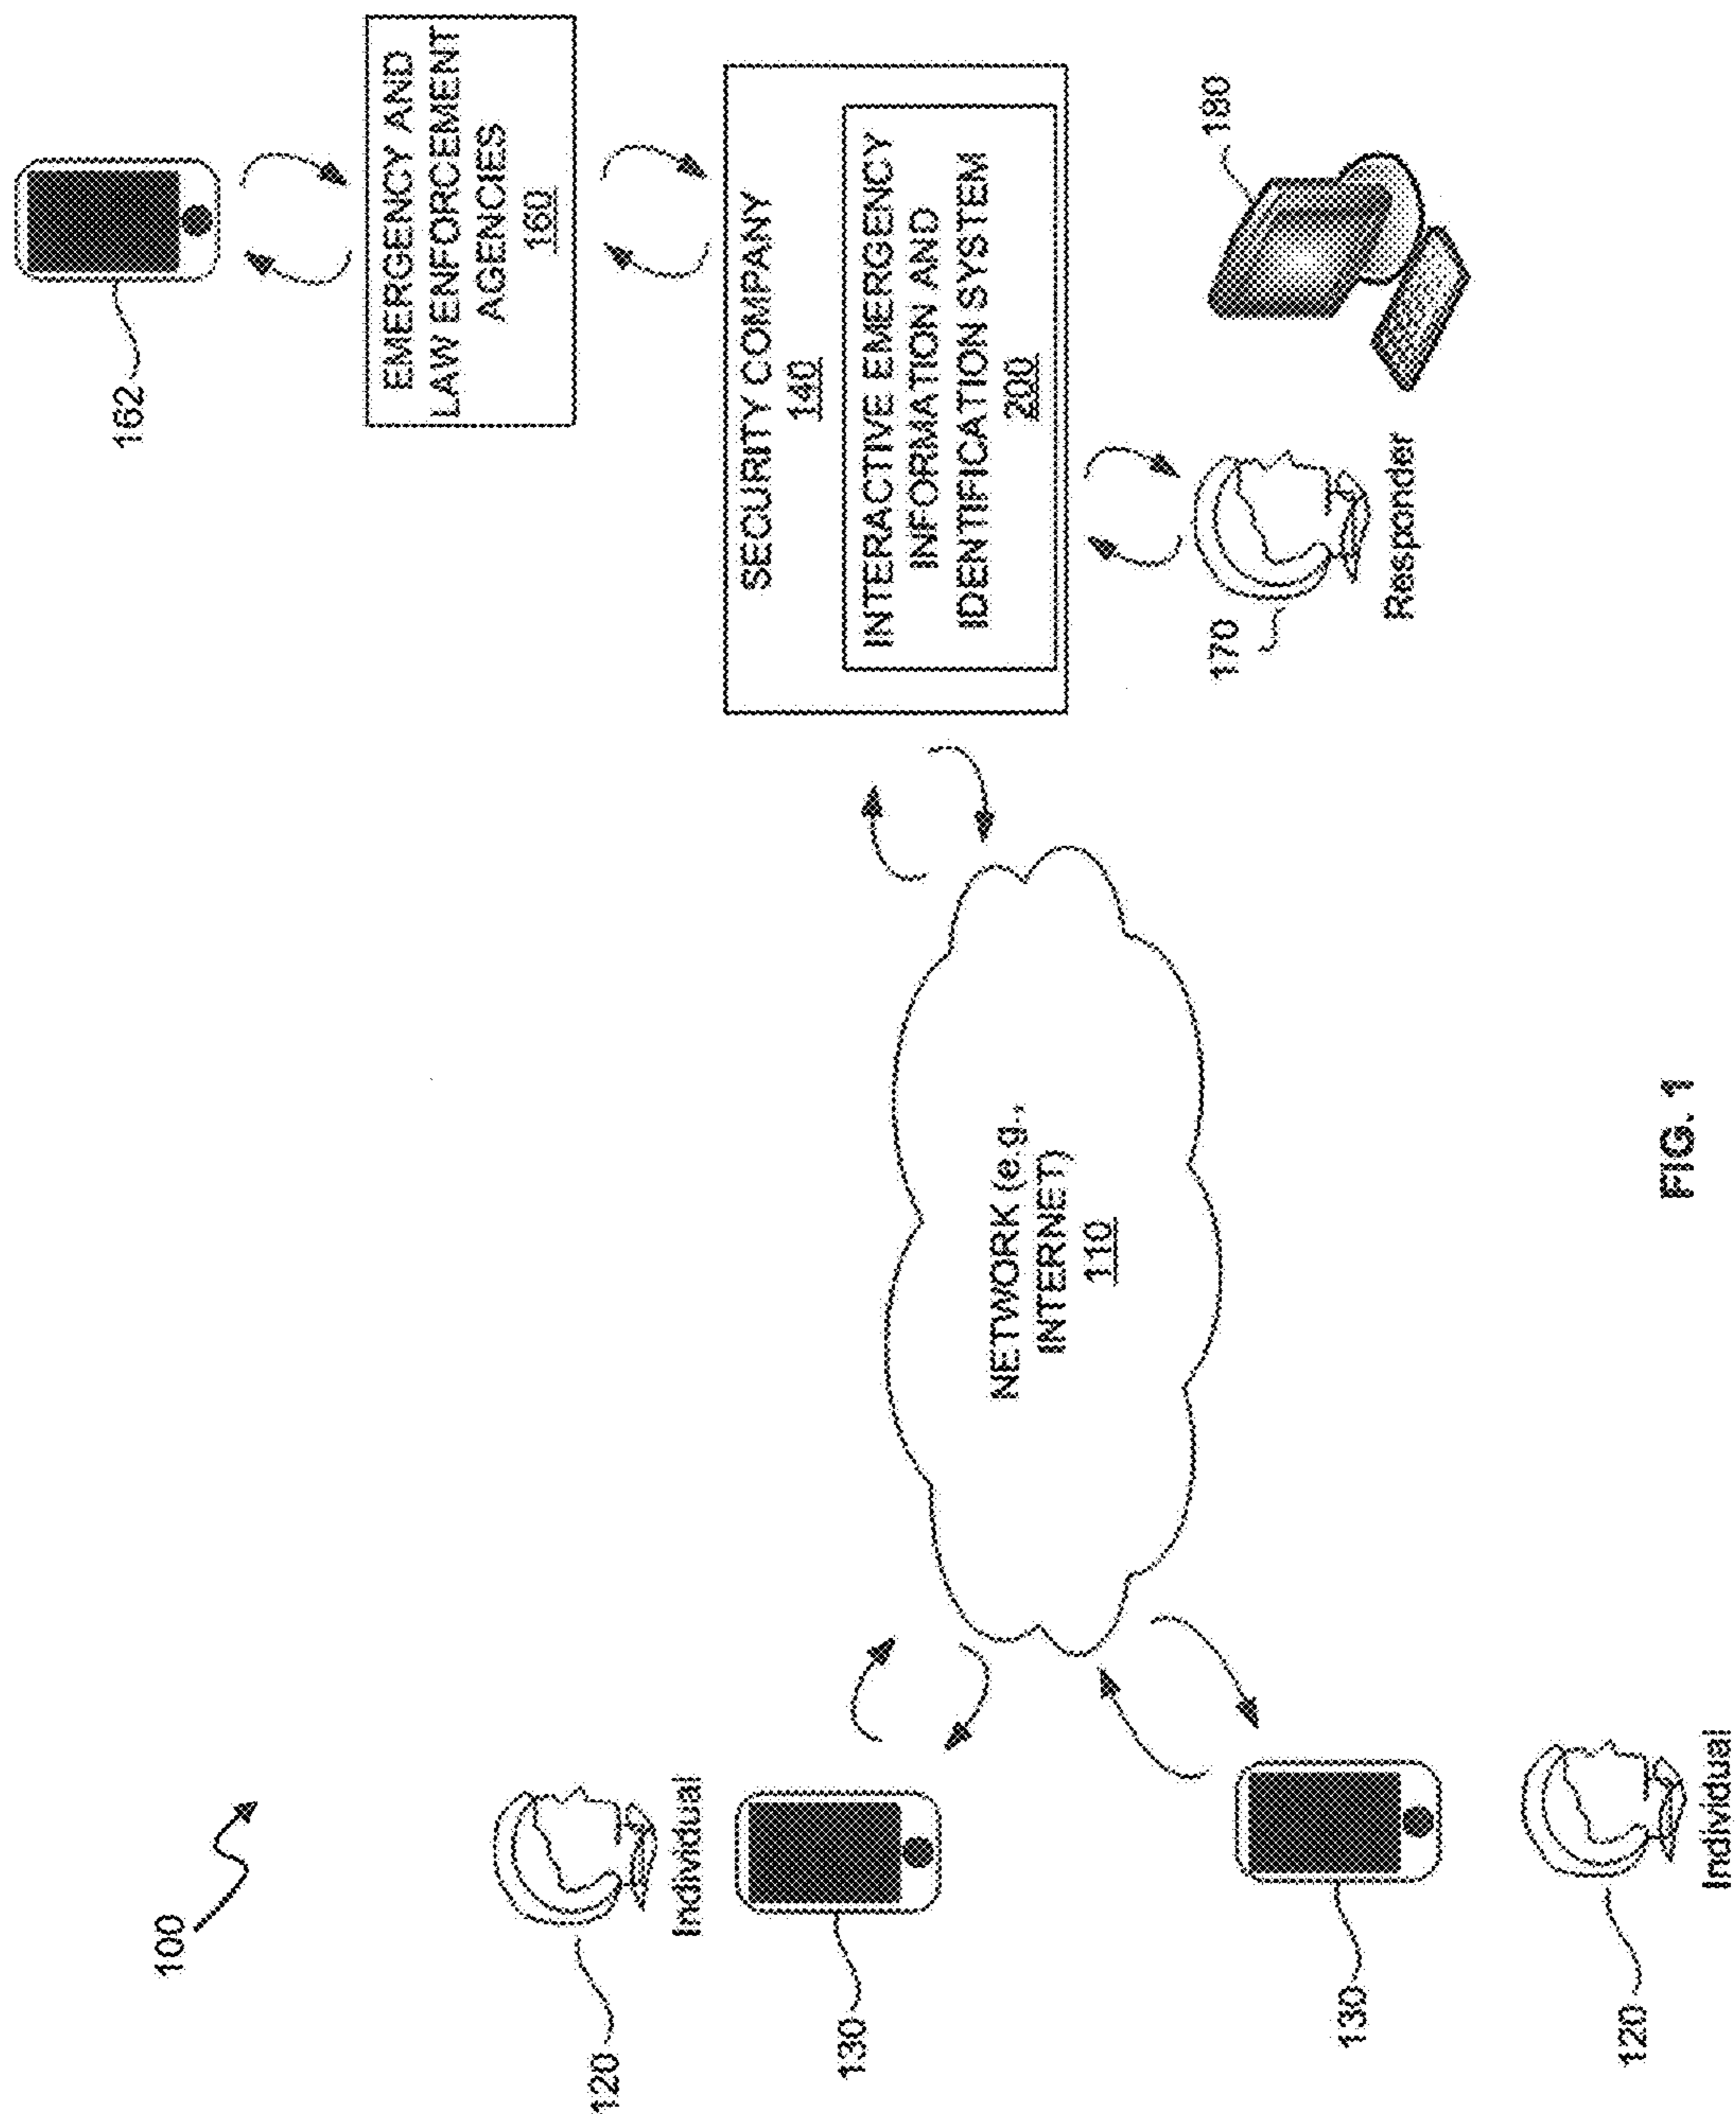 100
162
EMERGENCY AND
LAW ENFORCEMENT
AGENCIES
160
120
Individual
130
SECURITY COMPANY
140
INTERACTIVE EMERGENCY
INFORMATION AND
IDENTIFICATION SYSTEM
200
NETWORK (e.g.,
INTERNET)
110
170
Responder
180
130
120
Individual
FIG. 1